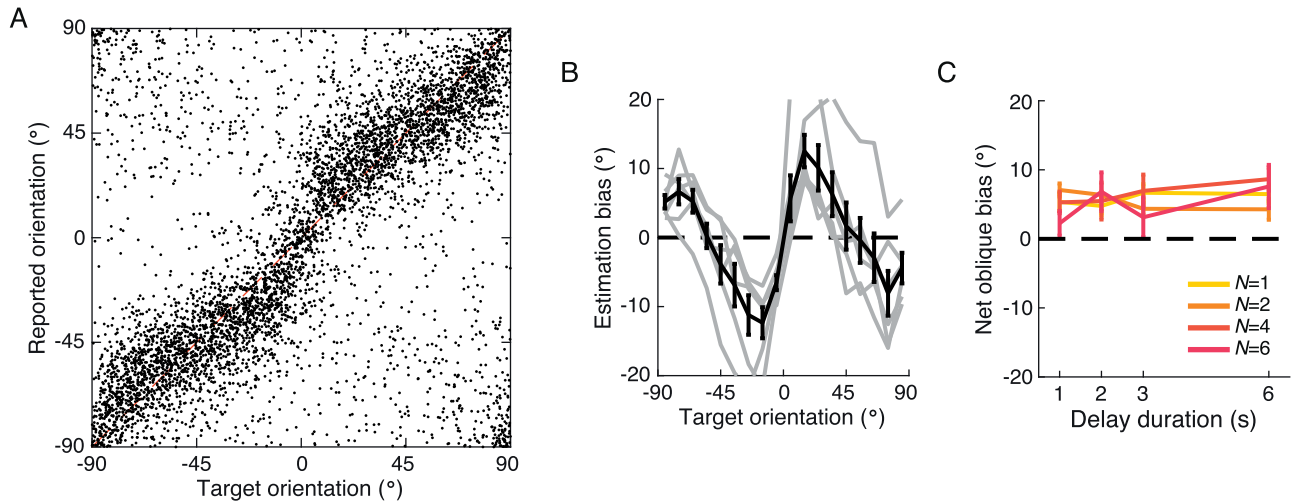 A
90
45
0
-45
-90
Reported orientation (°)
-90
-45
0
45
90
Target orientation (°)
B
20
10
0
-10
-20
Estimation bias (°)
-90
-45
0
45
90
Target orientation (°)
C
20
10
0
-10
-20
Net oblique bias (°)
N=1
N=2
N=4
N=6
1
2
3
6
Delay duration (s)